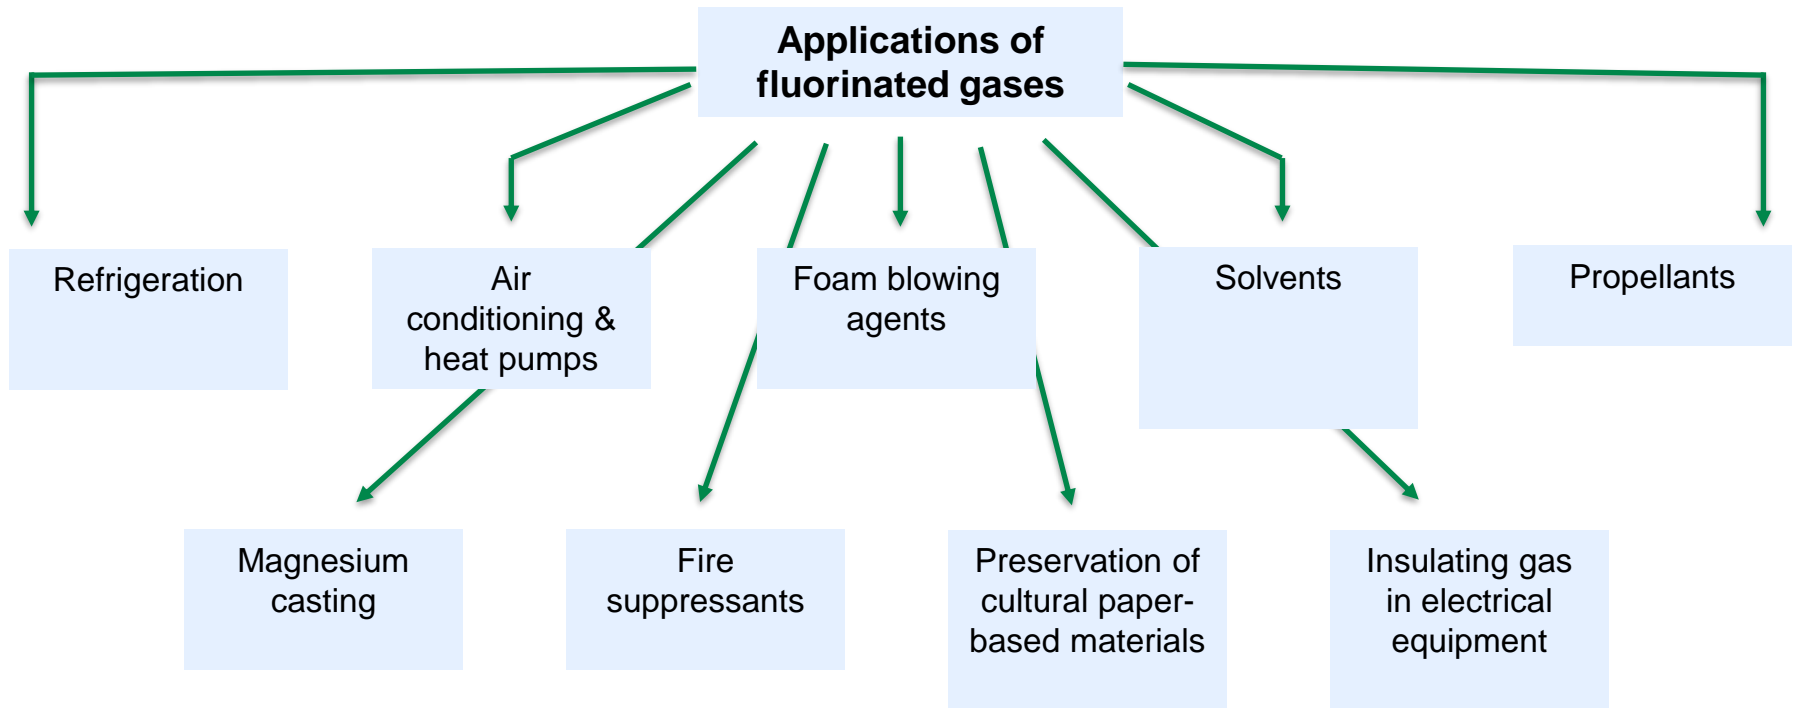 Applications of
fluorinated gases
Refrigeration
Air
conditioning &
heat pumps
Foam blowing
agents
Solvents
Propellants
Magnesium
casting
Fire
suppressants
Preservation of
cultural paper-
based materials
Insulating gas
in electrical
equipment